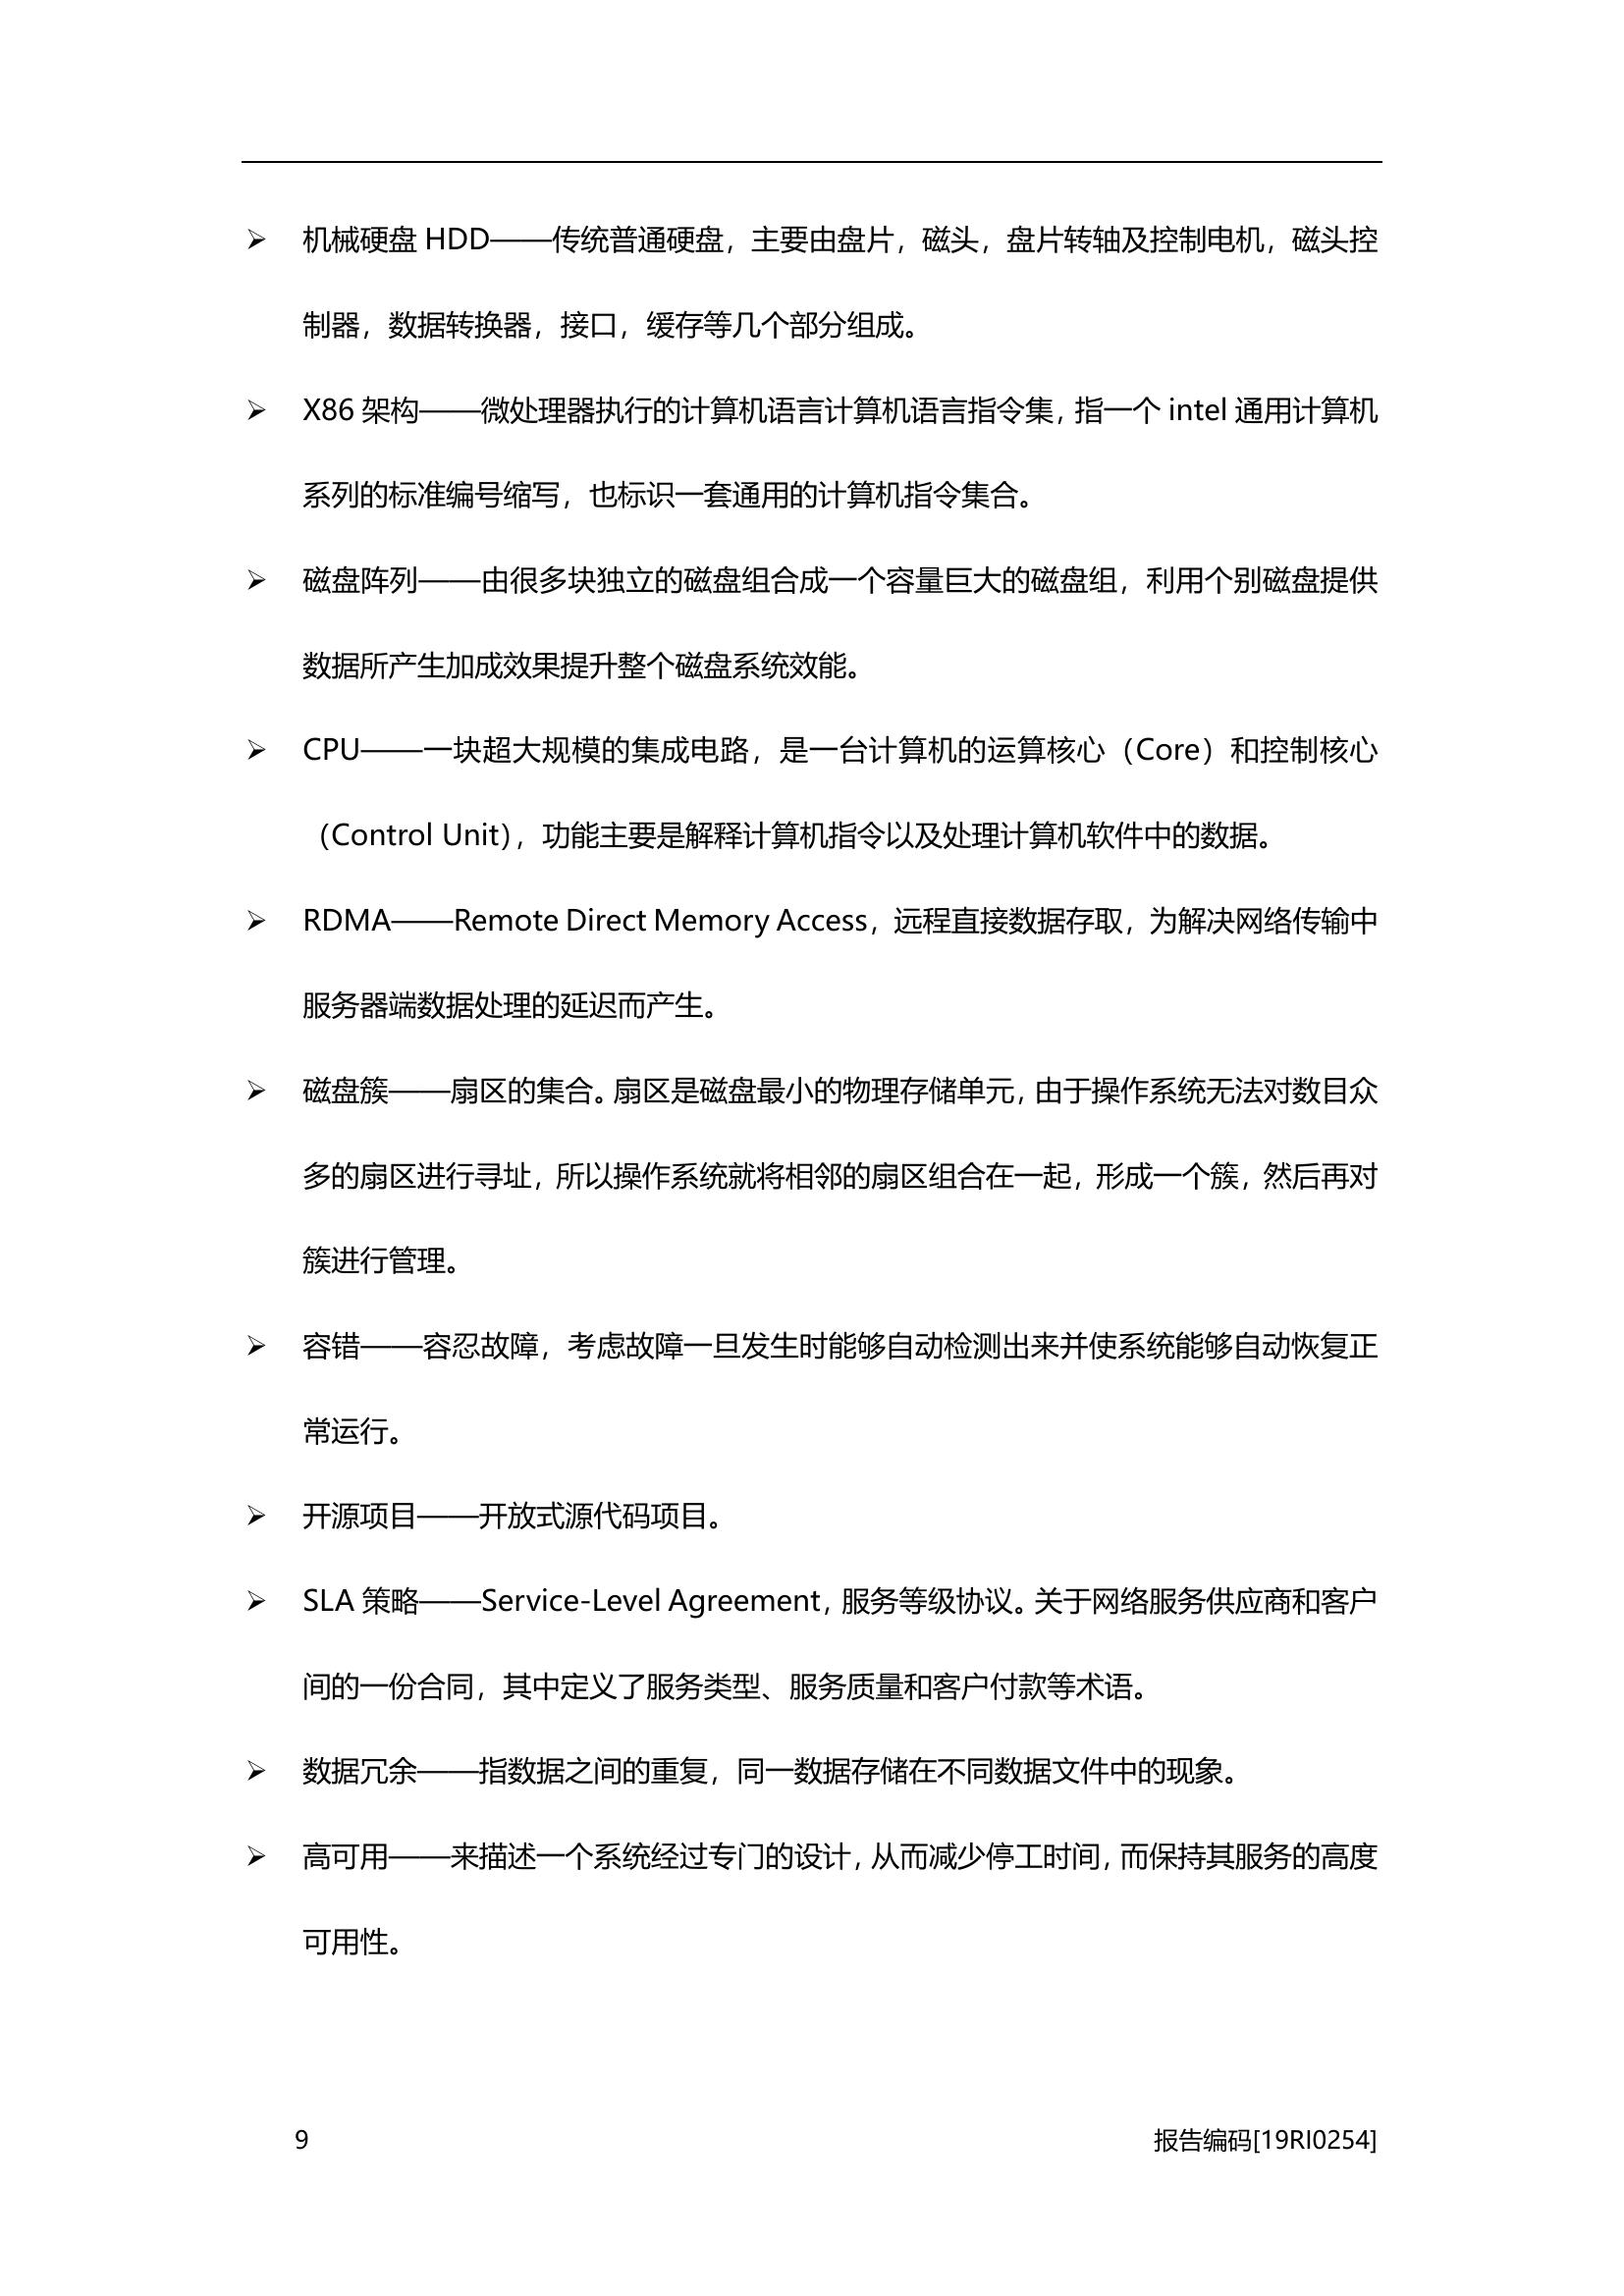 ➢ 机械硬盘 HDD——传统普通硬盘，主要由盘片，磁头，盘片转轴及控制电机，磁头控
制器，数据转换器，接口，缓存等几个部分组成。
➢ X86 架构——微处理器执行的计算机语言计算机语言指令集，指一个 intel 通用计算机
系列的标准编号缩写，也标识一套通用的计算机指令集合。
➢ 磁盘阵列——由很多块独立的磁盘组合成一个容量巨大的磁盘组，利用个别磁盘提供
数据所产生加成效果提升整个磁盘系统效能。
➢ CPU——一块超大规模的集成电路，是一台计算机的运算核心（Core）和控制核心
（Control Unit），功能主要是解释计算机指令以及处理计算机软件中的数据。
➢ RDMA——Remote Direct Memory Access，远程直接数据存取，为解决网络传输中
服务器端数据处理的延迟而产生。
➢ 磁盘簇——扇区的集合。扇区是磁盘最小的物理存储单元，由于操作系统无法对数目众
多的扇区进行寻址，所以操作系统就将相邻的扇区组合在一起，形成一个簇，然后再对
簇进行管理。
➢ 容错——容忍故障，考虑故障一旦发生时能够自动检测出来并使系统能够自动恢复正
常运行。
➢ 开源项目——开放式源代码项目。
➢ SLA 策略——Service-Level Agreement，服务等级协议。关于网络服务供应商和客户
间的一份合同，其中定义了服务类型、服务质量和客户付款等术语。
➢ 数据冗余——指数据之间的重复，同一数据存储在不同数据文件中的现象。
➢ 高可用——来描述一个系统经过专门的设计，从而减少停工时间，而保持其服务的高度
可用性。
9 报告编码[19RI0254]